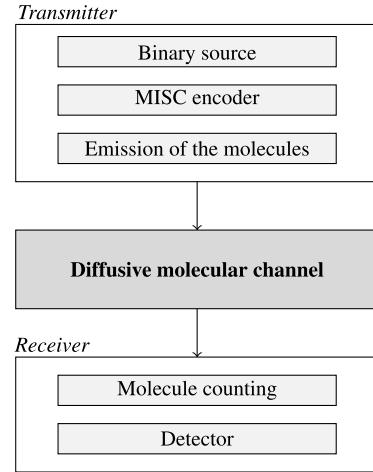 Transmitter
Binary source
MISC encoder
Emission of the molecules
Diffusive molecular channel
Receiver
Molecule counting
Detector